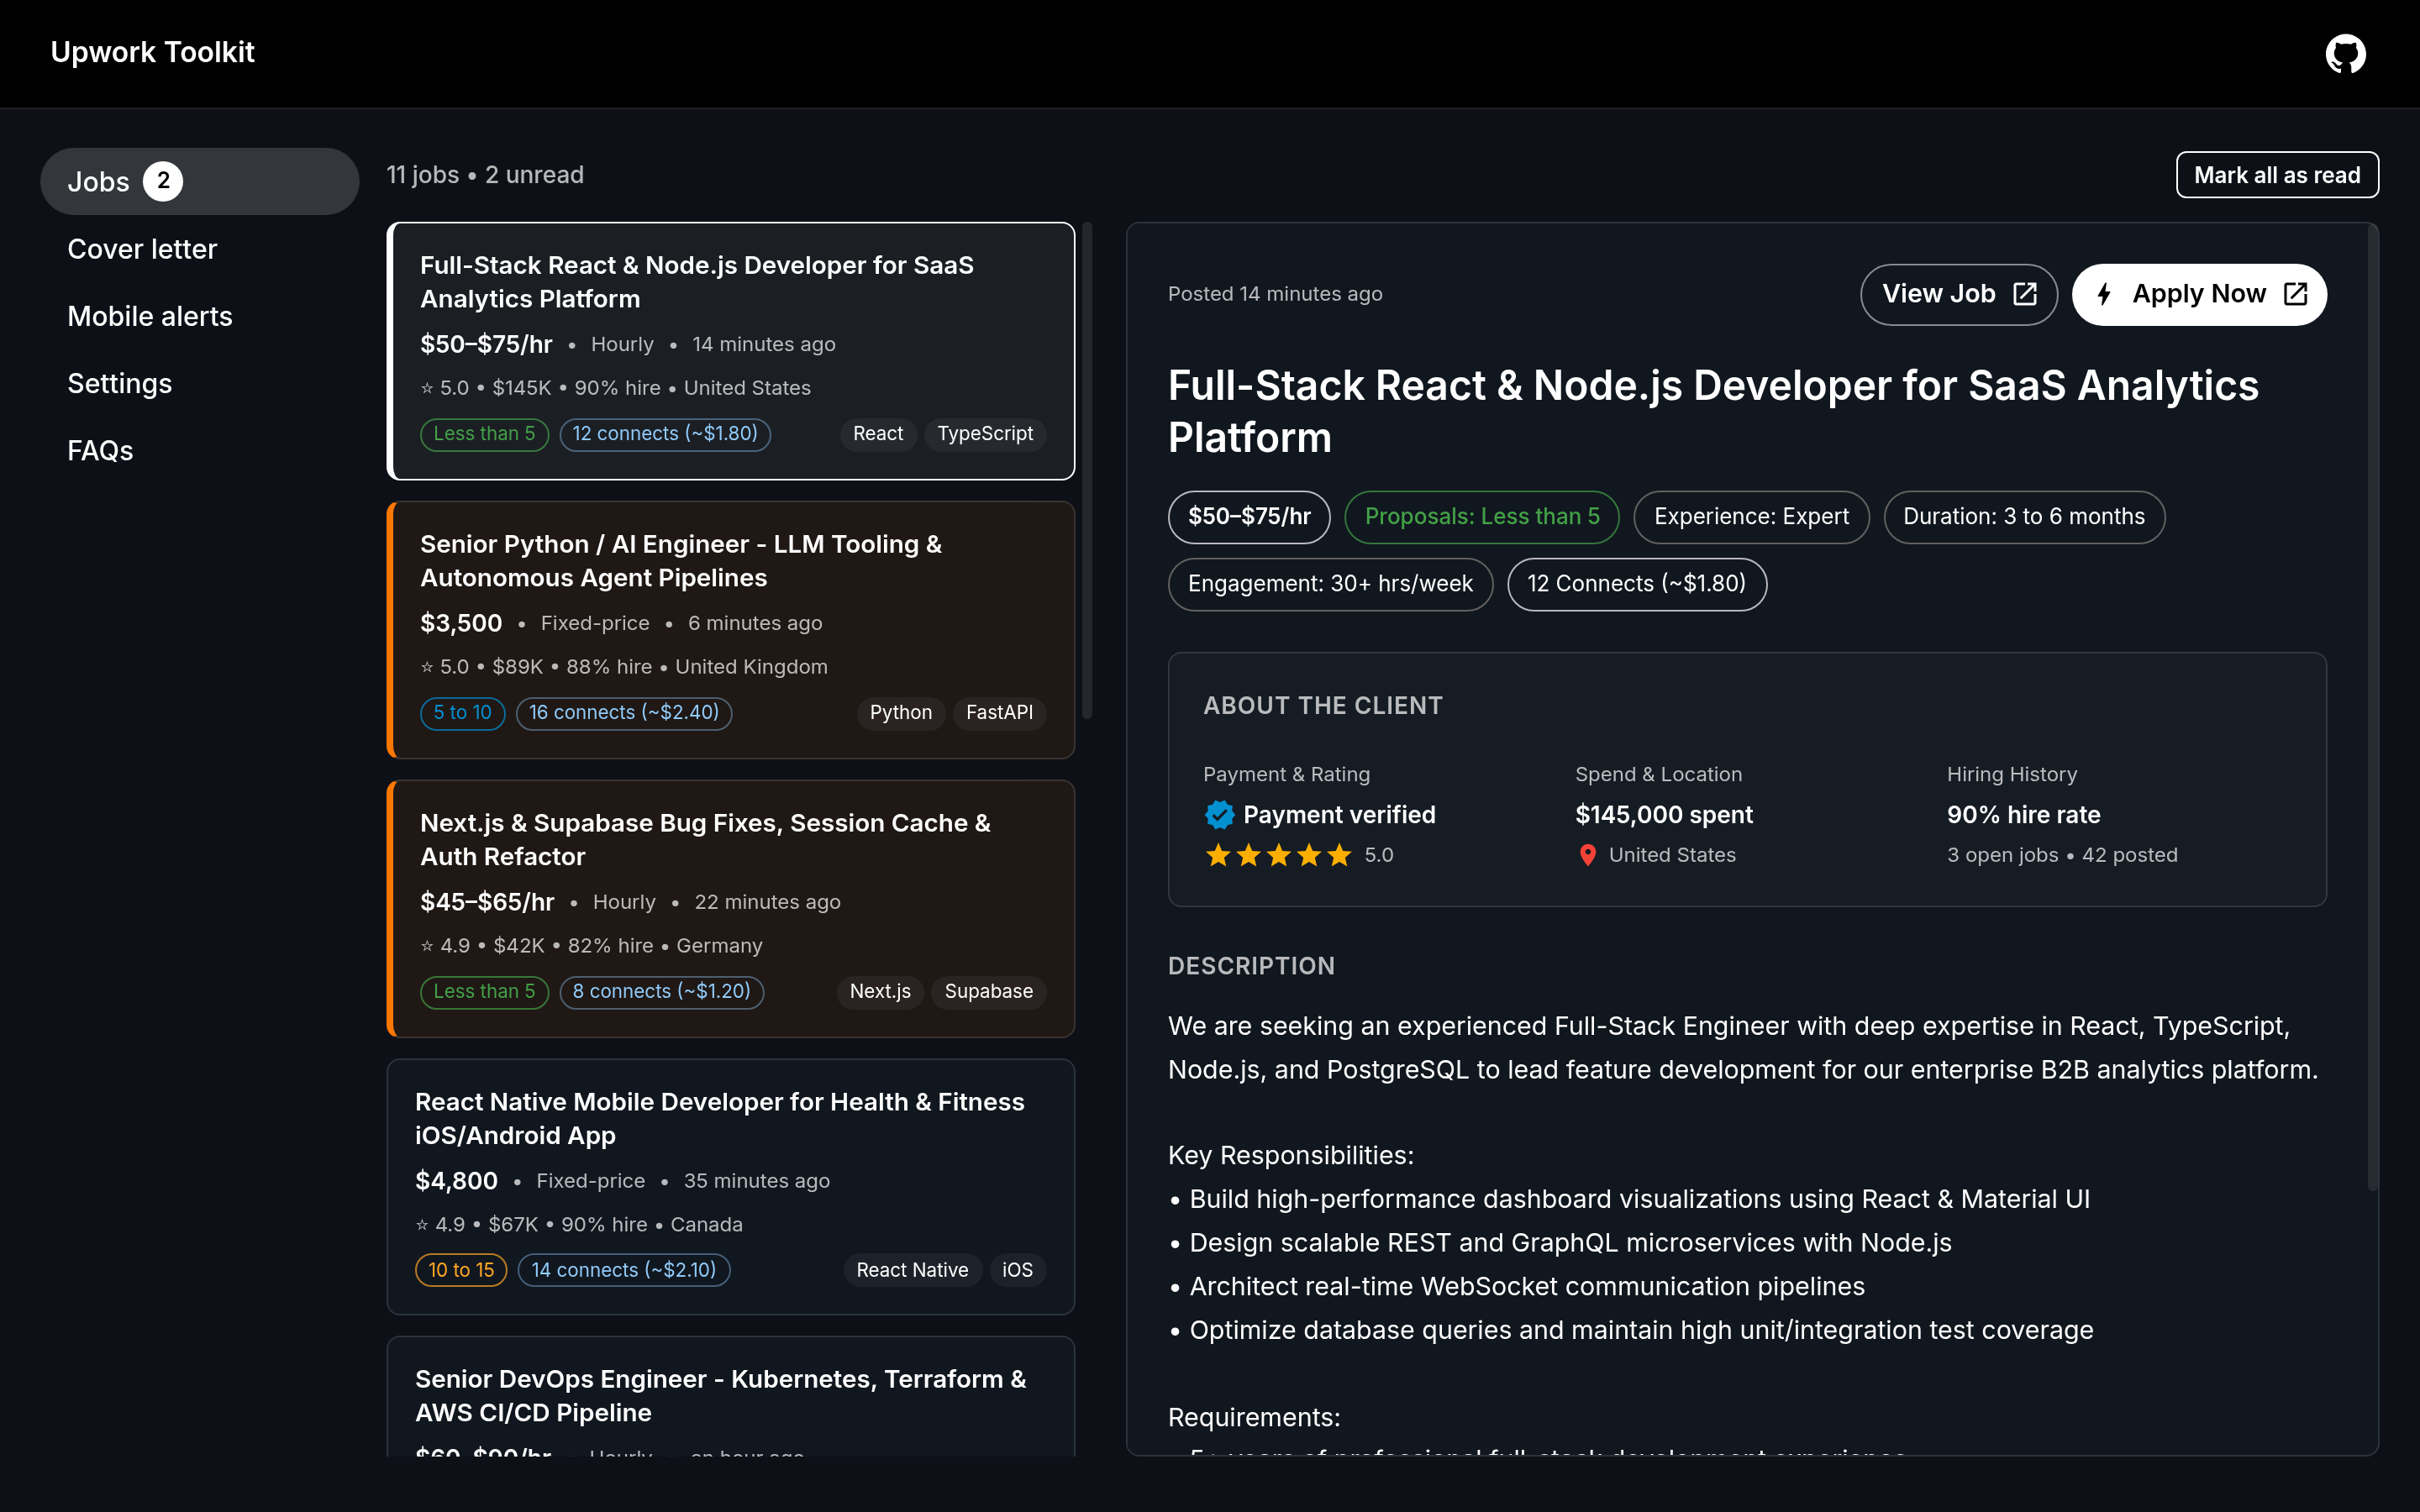 Upwork Toolkit
Jobs 2
Cover letter
Mobile alerts
Settings
FAQs
11 jobs • 2 unread
Mark all as read
Full-Stack React & Node.js Developer for SaaS
Analytics Platform
$50–$75/hr • Hourly • 14 minutes ago
☆ 5.0 • $145K • 90% hire • United States
Less than 5 12 connects (~$1.80) React TypeScript
Senior Python / AI Engineer - LLM Tooling &
Autonomous Agent Pipelines
$3,500 • Fixed-price • 6 minutes ago
☆ 5.0 • $89K • 88% hire • United Kingdom
5 to 10 16 connects (~$2.40) Python FastAPI
Next.js & Supabase Bug Fixes, Session Cache &
Auth Refactor
$45–$65/hr • Hourly • 22 minutes ago
☆ 4.9 • $42K • 82% hire • Germany
Less than 5 8 connects (~$1.20) Next.js Supabase
React Native Mobile Developer for Health & Fitness
iOS/Android App
$4,800 • Fixed-price • 35 minutes ago
☆ 4.9 • $67K • 90% hire • Canada
10 to 15 14 connects (~$2.10) React Native iOS
Senior DevOps Engineer - Kubernetes, Terraform &
AWS CI/CD Pipeline
$60–$90/hr • Hourly • an hour ago
Posted 14 minutes ago
View Job
Apply Now
Full-Stack React & Node.js Developer for SaaS Analytics
Platform
$50–$75/hr Proposals: Less than 5 Experience: Expert Duration: 3 to 6 months
Engagement: 30+ hrs/week 12 Connects (~$1.80)
ABOUT THE CLIENT
Payment & Rating Spend & Location Hiring History
Payment verified $145,000 spent 90% hire rate
5.0 United States 3 open jobs • 42 posted
DESCRIPTION
We are seeking an experienced Full-Stack Engineer with deep expertise in React, TypeScript,
Node.js, and PostgreSQL to lead feature development for our enterprise B2B analytics platform.
Key Responsibilities:
• Build high-performance dashboard visualizations using React & Material UI
• Design scalable REST and GraphQL microservices with Node.js
• Architect real-time WebSocket communication pipelines
• Optimize database queries and maintain high unit/integration test coverage
Requirements:
• 5+ years of professional full-stack development experience